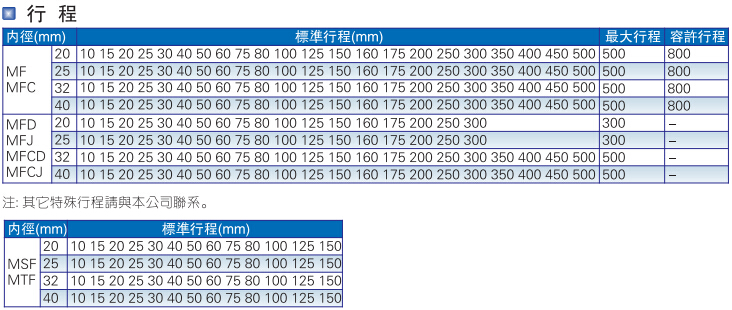 行 程
内徑(mm) 標準行程(mm) 最大行程 容許行程
MF
MFC
20 10 15 20 25 30 40 50 60 75 80 100 125 150 160 175 200 250 300 350 400 450 500 500 800
25 10 15 20 25 30 40 50 60 75 80 100 125 150 160 175 200 250 300 350 400 450 500 500 800
32 10 15 20 25 30 40 50 60 75 80 100 125 150 160 175 200 250 300 350 400 450 500 500 800
40 10 15 20 25 30 40 50 60 75 80 100 125 150 160 175 200 250 300 350 400 450 500 500 800
MFD
MFJ
MFCD
MFCJ
20 10 15 20 25 30 40 50 60 75 80 100 125 150 160 175 200 250 300 300 –
25 10 15 20 25 30 40 50 60 75 80 100 125 150 160 175 200 250 300 300 –
32 10 15 20 25 30 40 50 60 75 80 100 125 150 160 175 200 250 300 350 400 450 500 500 –
40 10 15 20 25 30 40 50 60 75 80 100 125 150 160 175 200 250 300 350 400 450 500 500 –
注: 其它特殊行程請與本公司聯系。
内徑(mm) 標準行程(mm)
MSF
MTF
20 10 15 20 25 30 40 50 60 75 80 100 125 150
25 10 15 20 25 30 40 50 60 75 80 100 125 150
32 10 15 20 25 30 40 50 60 75 80 100 125 150
40 10 15 20 25 30 40 50 60 75 80 100 125 150